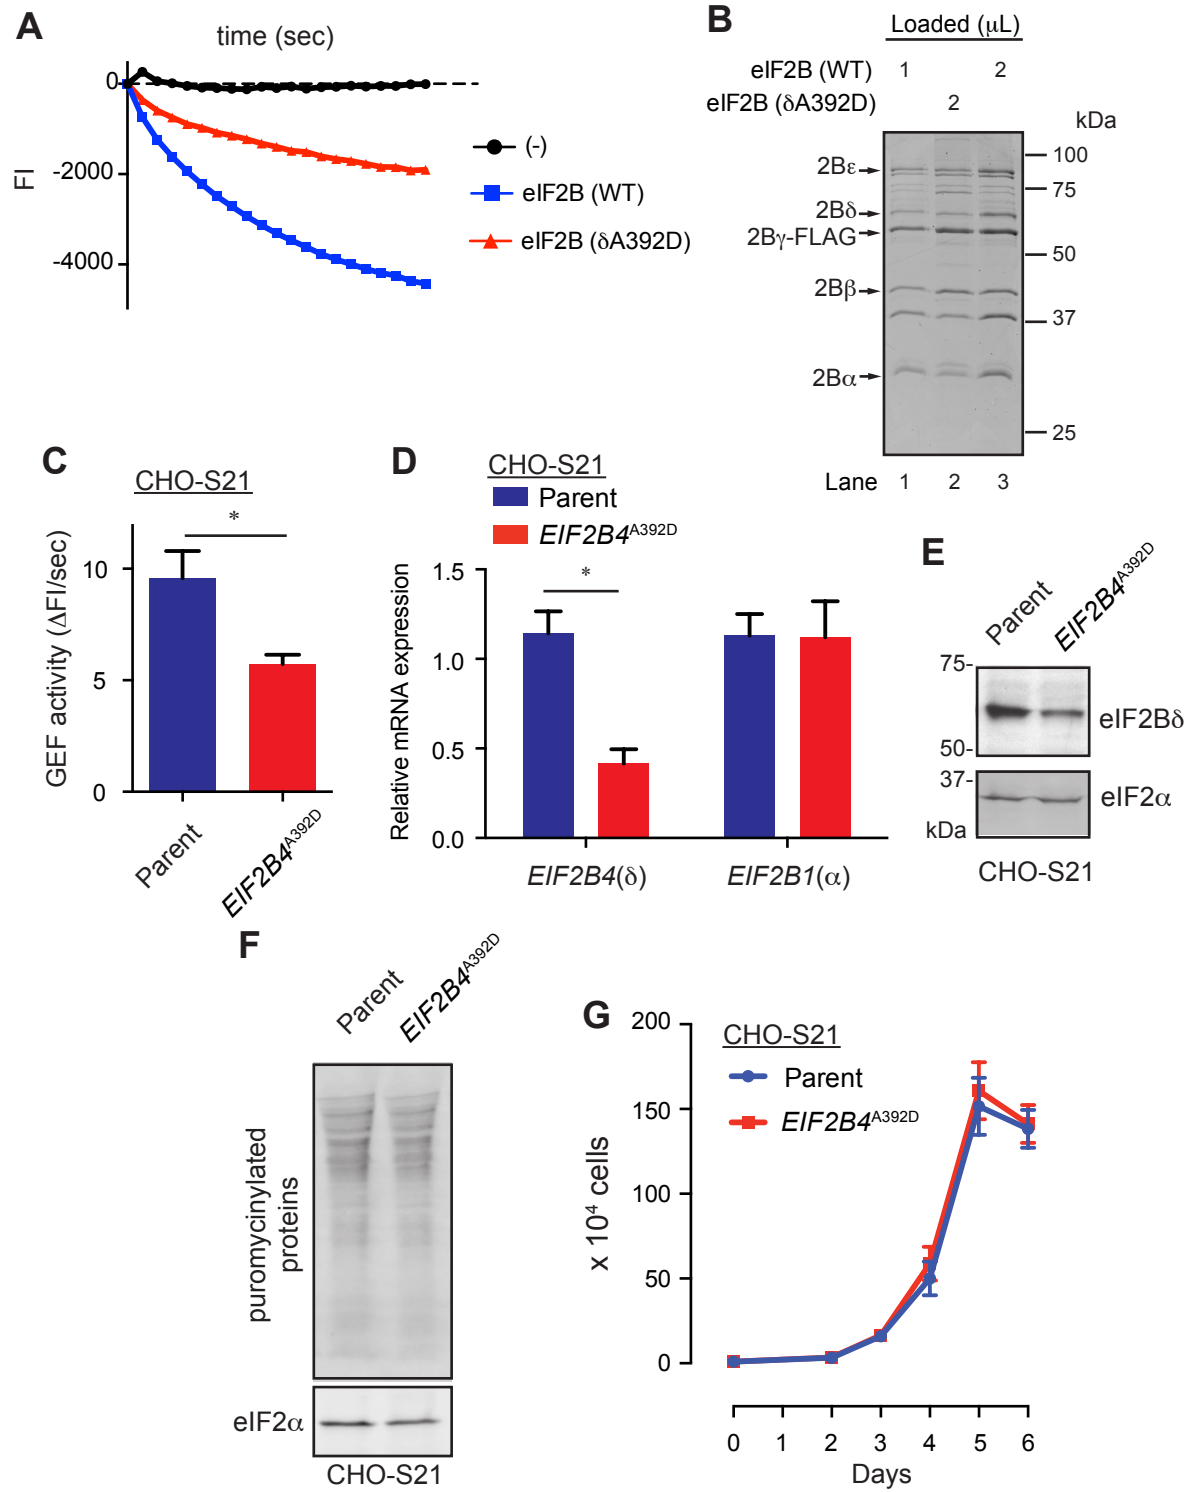 A
time (sec)
0
-2000
-4000
FI
(-)
eIF2B (WT)
eIF2B (δA392D)
B
Loaded (μL)
eIF2B (WT) 1 2
eIF2B (δA392D) 2
kDa
100
75
50
37
25
2Bε
2Bδ
2Bγ-FLAG
2Bβ
2Bα
Lane 1 2 3
C
CHO-S21
*
GEF activity (ΔFI/sec)
10
5
0
Parent
EIF2B4A392D
D
CHO-S21
Parent
EIF2B4A392D
Relative mRNA expression
1.5
1.0
0.5
0.0
*
EIF2B4(δ)
EIF2B1(α)
E
Parent
EIF2B4A392D
75-
50-
eIF2Bδ
37-
kDa
eIF2α
CHO-S21
F
Parent
EIF2B4A392D
puromycinylated
proteins
eIF2α
CHO-S21
G
CHO-S21
Parent
EIF2B4A392D
x 10⁴ cells
200
150
100
50
0
0 1 2 3 4 5 6
Days